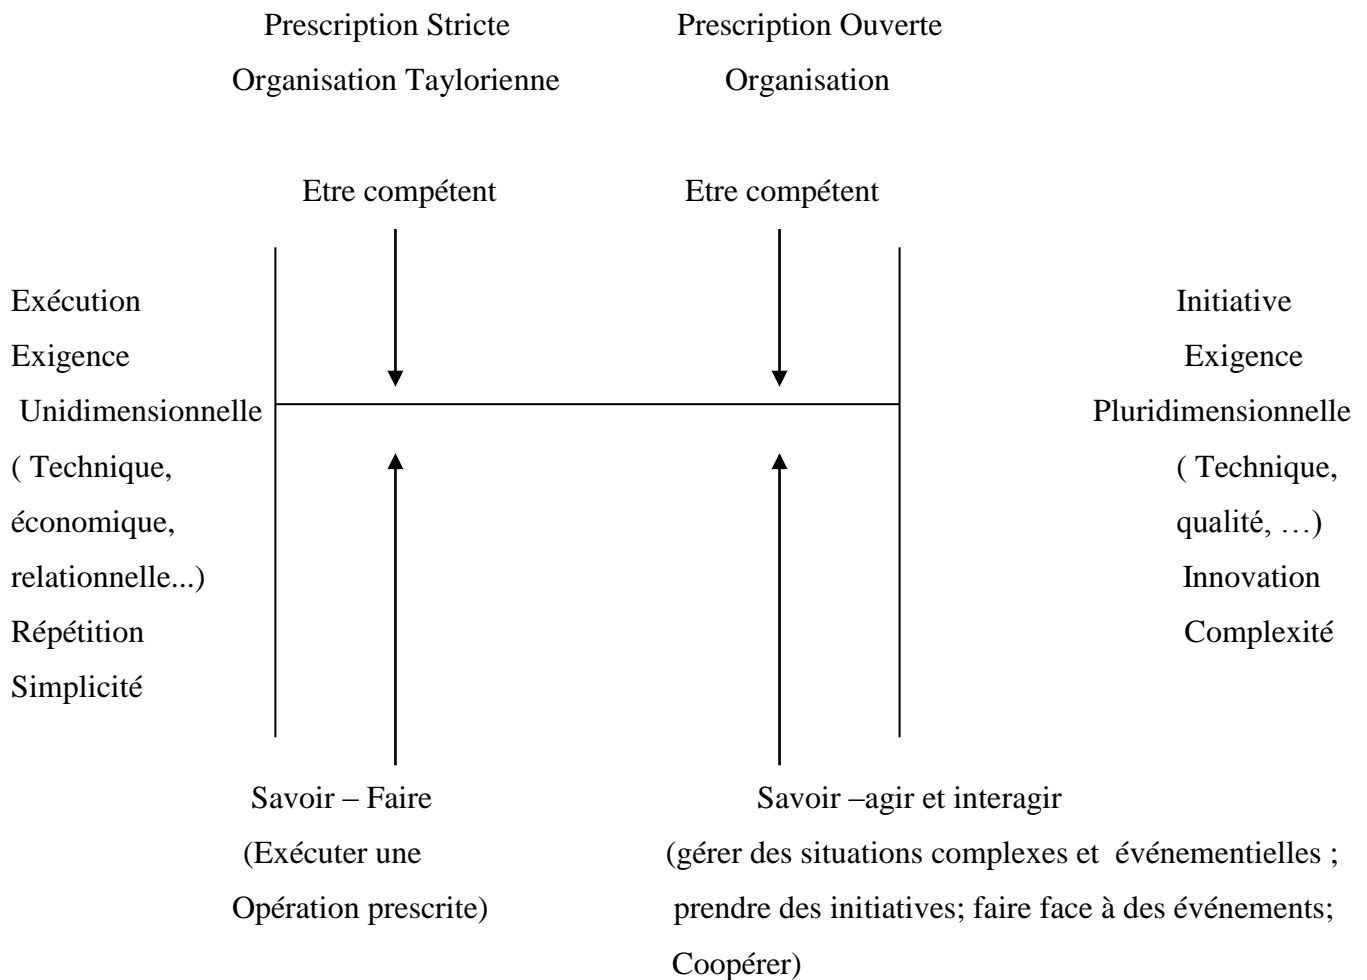 Prescription Stricte
Prescription Ouverte
Organisation Taylorienne
Organisation
Etre compétent
Etre compétent
Exécution
Exigence
Unidimensionnelle
( Technique,
économique,
relationnelle...)
Répétition
Simplicité
Initiative
Exigence
Pluridimensionnelle
( Technique,
qualité, …)
Innovation
Complexité
Savoir – Faire
(Exécuter une
Opération prescrite)
Savoir –agir et interagir
(gérer des situations complexes et événementielles ;
prendre des initiatives; faire face à des événements;
Coopérer)